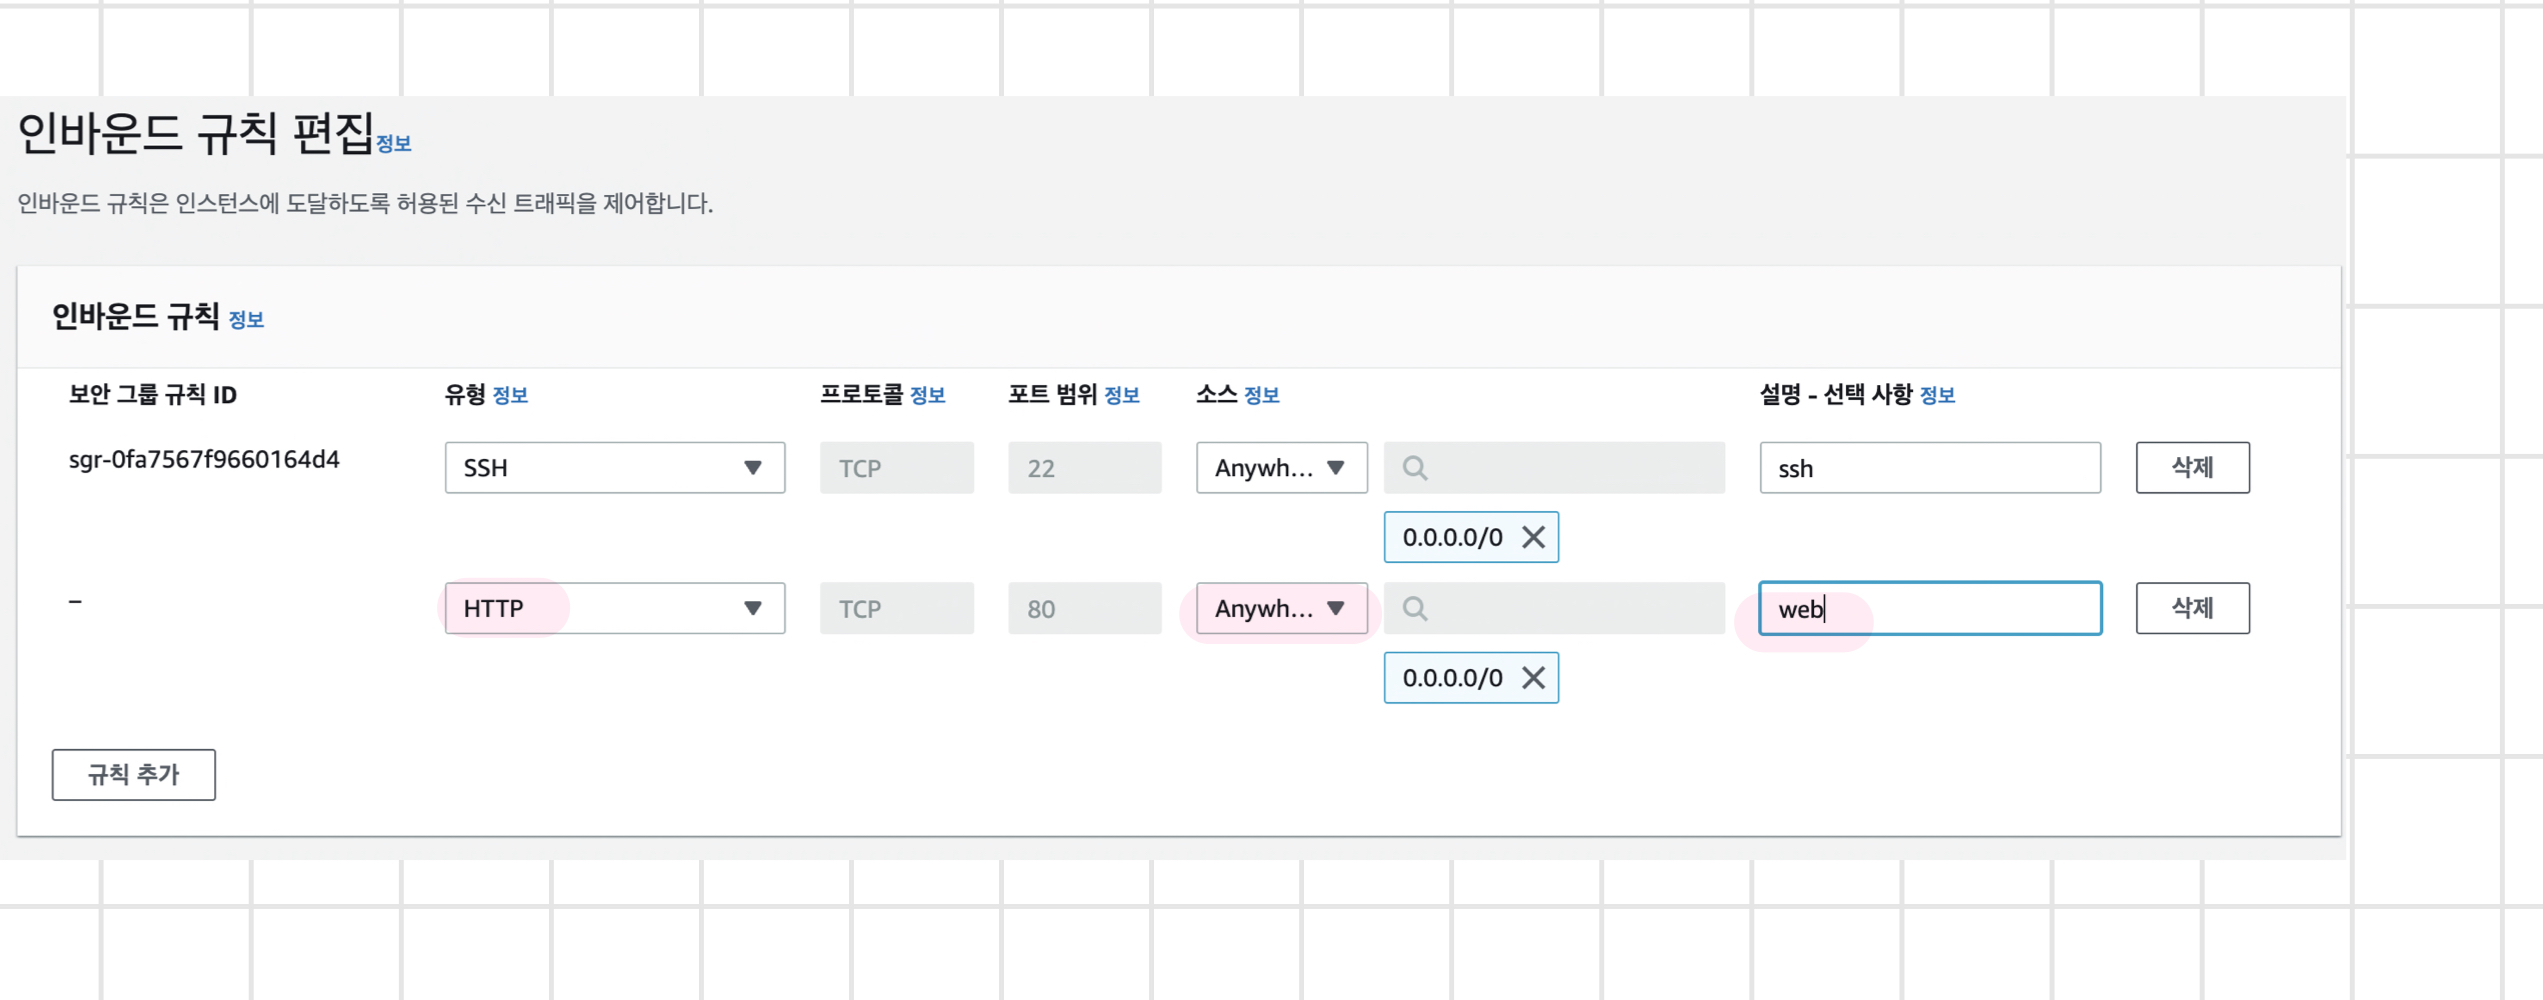 인바운드 규칙 편집 정보
인바운드 규칙은 인스턴스에 도달하도록 허용된 수신 트래픽을 제어합니다.
인바운드 규칙 정보
보안 그룹 규칙 ID 유형 정보 프로토콜 정보 포트 범위 정보 소스 정보 설명 - 선택 사항 정보
sgr-0fa7567f9660164d4 SSH TCP 22 Anywh... ssh 삭제
0.0.0.0/0
– HTTP TCP 80 Anywh... web 삭제
0.0.0.0/0
규칙 추가